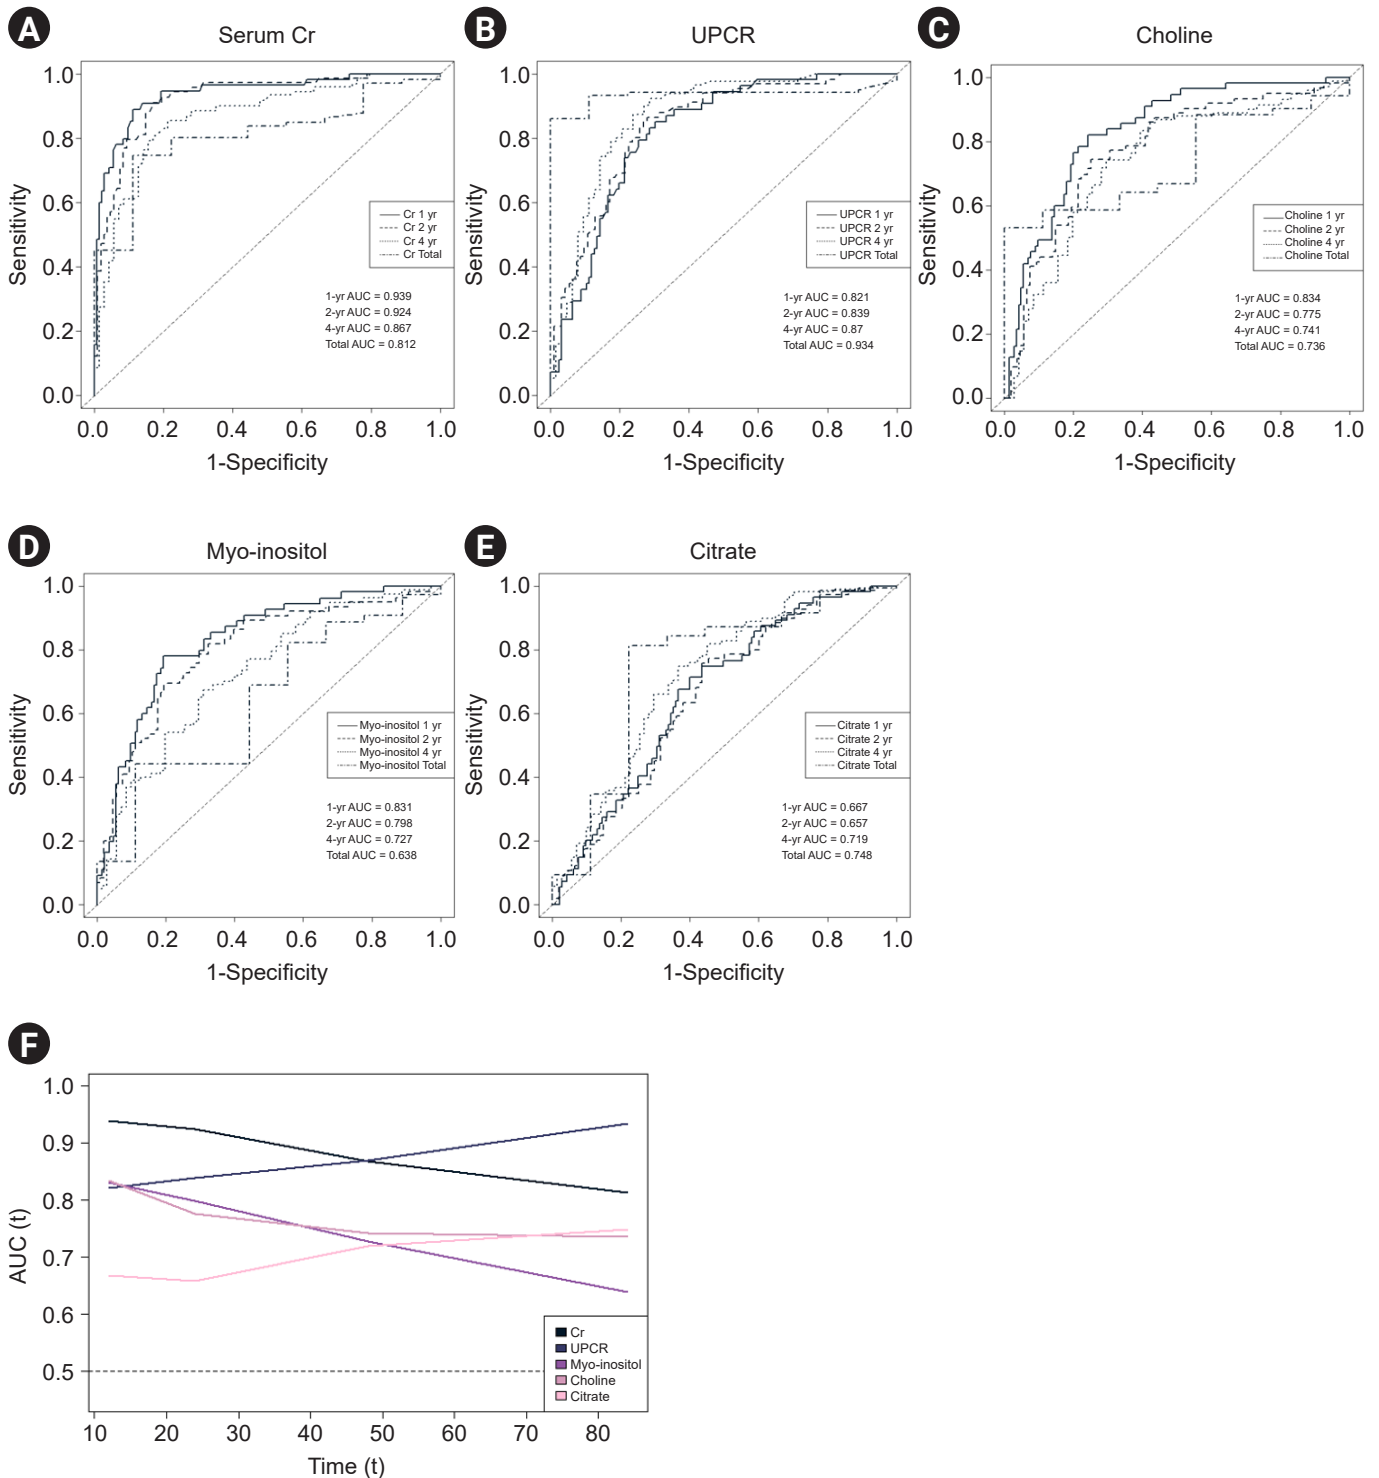 A
Serum Cr
1.0
0.8
0.6
0.4
0.2
0.0
Sensitivity
Cr 1 yr
Cr 2 yr
Cr 4 yr
Cr Total
1-yr AUC = 0.939
2-yr AUC = 0.924
4-yr AUC = 0.867
Total AUC = 0.812
0.0 0.2 0.4 0.6 0.8 1.0
1-Specificity
B
UPCR
1.0
0.8
0.6
0.4
0.2
0.0
Sensitivity
UPCR 1 yr
UPCR 2 yr
UPCR 4 yr
UPCR Total
1-yr AUC = 0.821
2-yr AUC = 0.839
4-yr AUC = 0.87
Total AUC = 0.934
0.0 0.2 0.4 0.6 0.8 1.0
1-Specificity
C
Choline
1.0
0.8
0.6
0.4
0.2
0.0
Sensitivity
Choline 1 yr
Choline 2 yr
Choline 4 yr
Choline Total
1-yr AUC = 0.834
2-yr AUC = 0.775
4-yr AUC = 0.741
Total AUC = 0.736
0.0 0.2 0.4 0.6 0.8 1.0
1-Specificity
D
Myo-inositol
1.0
0.8
0.6
0.4
0.2
0.0
Sensitivity
Myo-inositol 1 yr
Myo-inositol 2 yr
Myo-inositol 4 yr
Myo-inositol Total
1-yr AUC = 0.831
2-yr AUC = 0.798
4-yr AUC = 0.727
Total AUC = 0.638
0.0 0.2 0.4 0.6 0.8 1.0
1-Specificity
E
Citrate
1.0
0.8
0.6
0.4
0.2
0.0
Sensitivity
Citrate 1 yr
Citrate 2 yr
Citrate 4 yr
Citrate Total
1-yr AUC = 0.667
2-yr AUC = 0.657
4-yr AUC = 0.719
Total AUC = 0.748
0.0 0.2 0.4 0.6 0.8 1.0
1-Specificity
F
1.0
0.9
0.8
0.7
0.6
0.5
AUC (t)
Cr
UPCR
Myo-inositol
Choline
Citrate
10 20 30 40 50 60 70 80
Time (t)